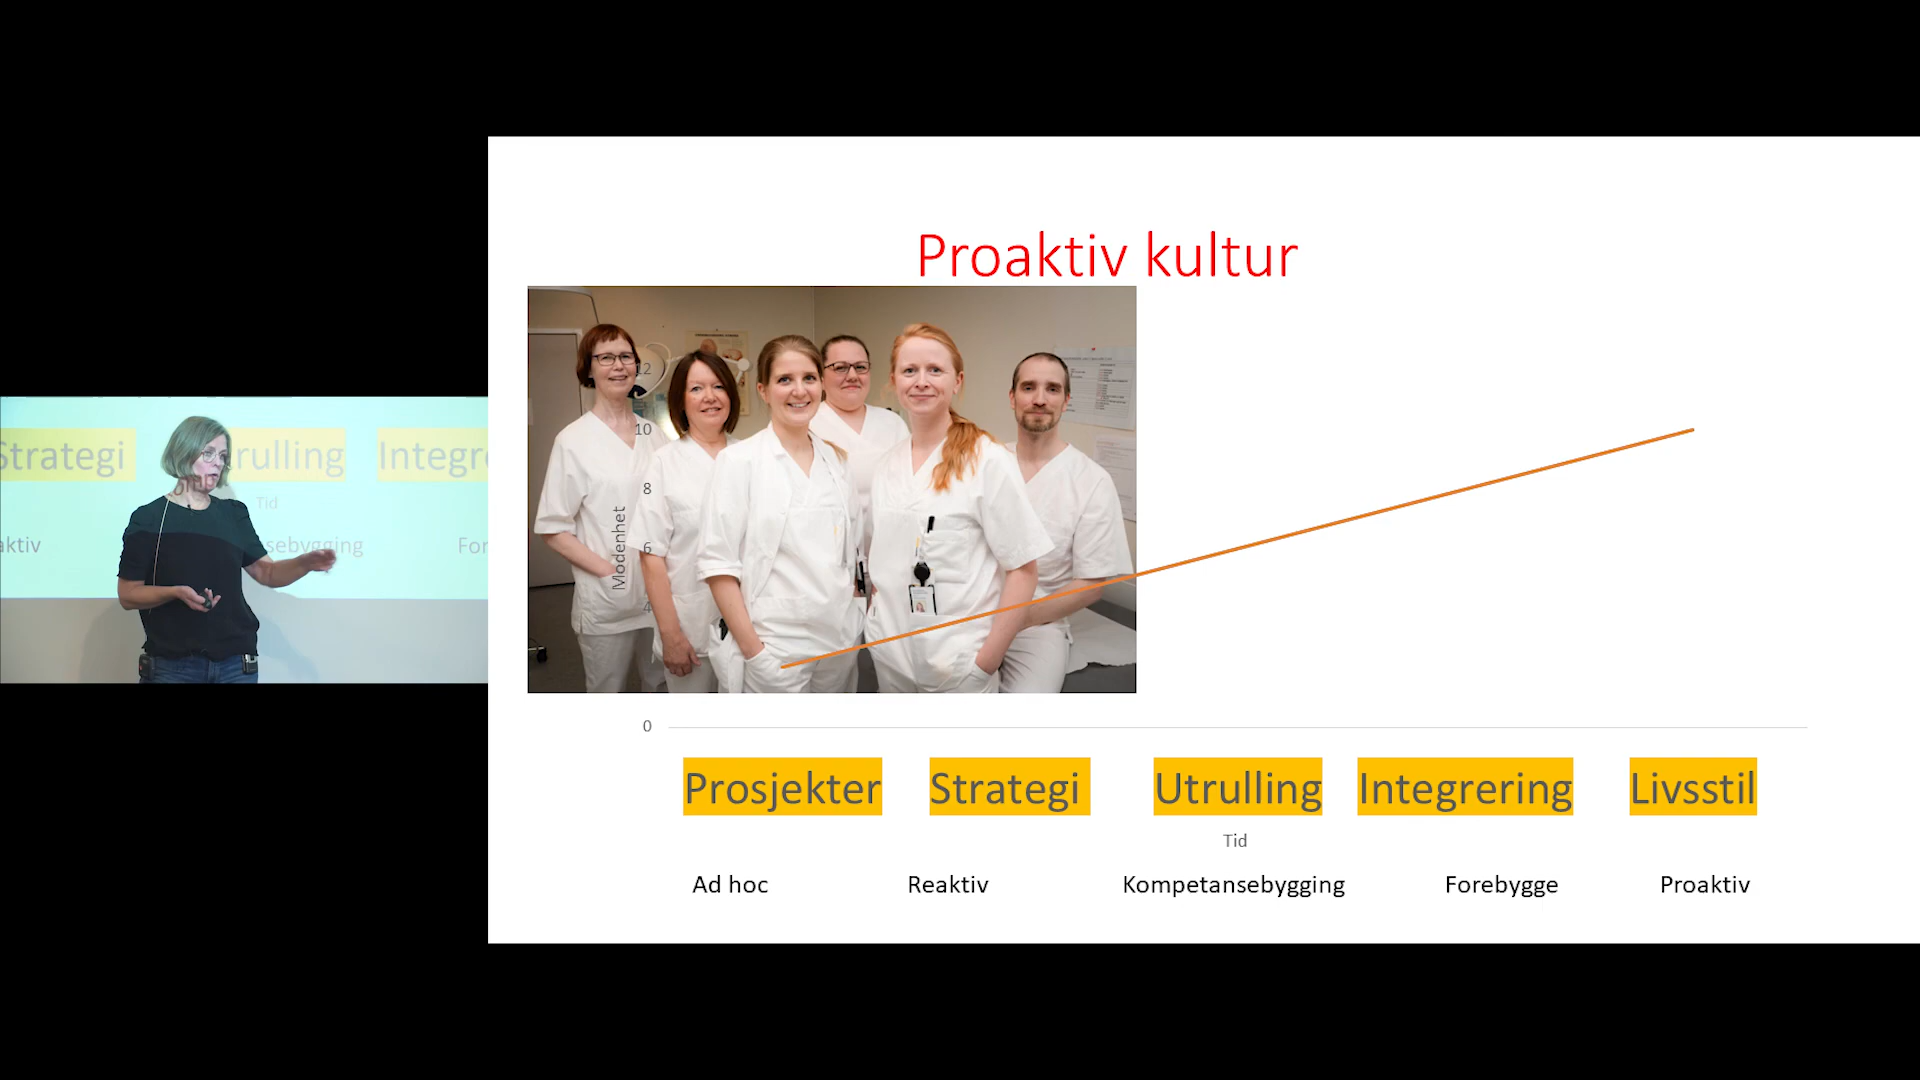 Proaktiv kultur
12
10
8
6
4
0
Modenhet
Prosjekter Strategi Utrulling Integrering Livsstil
Tid
Ad hoc Reaktiv Kompetansebygging Forebygge Proaktiv
Strategi trulling Integre
Tid
aktiv sebygging For